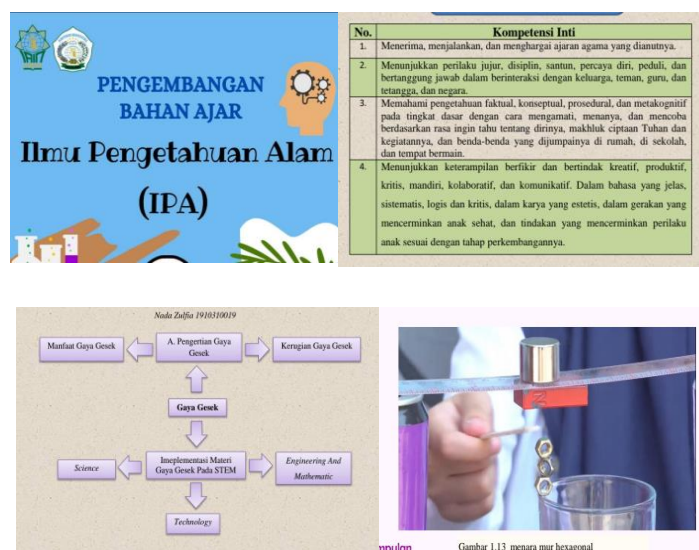 PENGEMBANGAN
BAHAN AJAR
Ilmu Pengetahuan Alam
(IPA)
No. Kompetensi Inti
1. Menerima, menjalankan, dan menghargai ajaran agama yang dianutnya.
2. Menunjukkan perilaku jujur, disiplin, santun, percaya diri, peduli, dan
bertanggung jawab dalam berinteraksi dengan keluarga, teman, guru, dan
tetangga, dan negara.
3. Memahami pengetahuan faktual, konseptual, prosedural, dan metakognitif
pada tingkat dasar dengan cara mengamati, menanya, dan mencoba
berdasarkan rasa ingin tahu tentang dirinya, makhluk ciptaan Tuhan dan
kegiatannya, dan benda-benda yang dijumpainya di rumah, di sekolah,
dan tempat bermain.
4. Menunjukkan keterampilan berfikir dan bertindak kreatif, produktif,
kritis, mandiri, kolaboratif, dan komunikatif. Dalam bahasa yang jelas,
sistematis, logis dan kritis, dalam karya yang estetis, dalam gerakan yang
mencerminkan anak sehat, dan tindakan yang mencerminkan perilaku
anak sesuai dengan tahap perkembangannya.
Nada Zulfia 1910310019
Manfaat Gaya Gesek
A. Pengertian Gaya
Gesek
Kerugian Gaya Gesek
Gaya Gesek
Science
Imeplementasi Materi
Gaya Gesek Pada STEM
Engineering And
Mathematic
Technology
N
Gambar 1.13 menara mur hexagonal